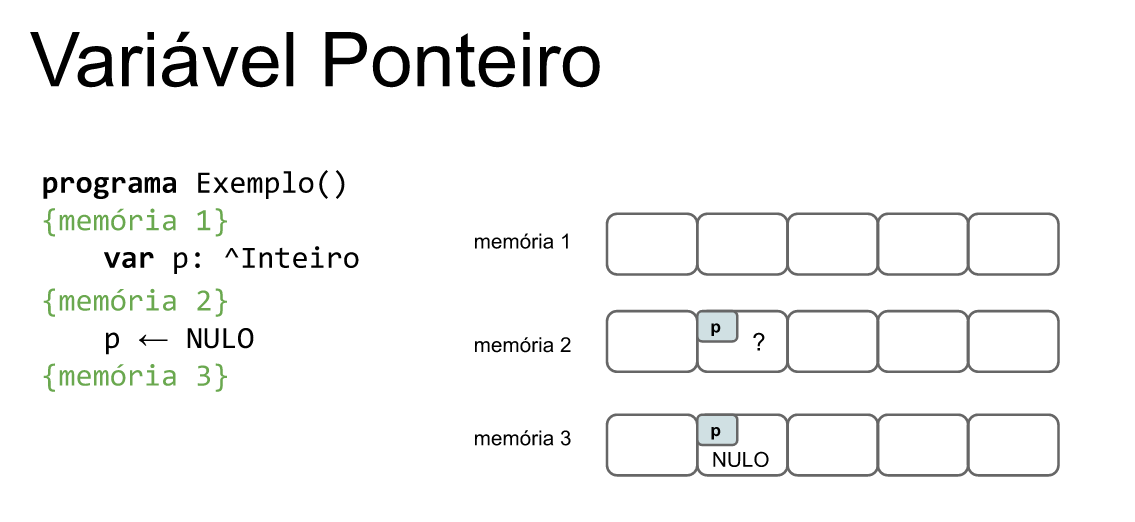 Variável Ponteiro
programa Exemplo()
{memória 1}
var p: ^Inteiro
{memória 2}
p ← NULO
{memória 3}
memória 1
memória 2
p
?
memória 3
p
NULO